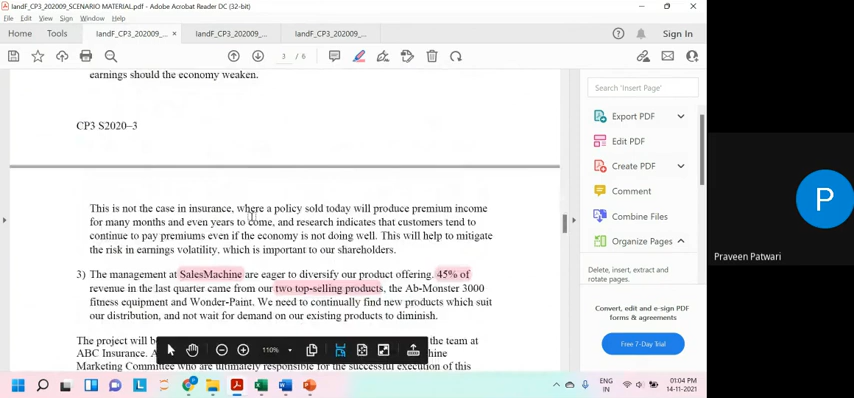 IandF_CP3_202009_SCENARIO MATERIAL.pdf - Adobe Acrobat Reader DC (32-bit)
File Edit View Sign Window Help
Home Tools IandF_CP3_202009_... × IandF_CP3_202009_... IandF_CP3_202009_... Sign In
3 / 6
earnings should the economy weaken.
CP3 S2020–3
This is not the case in insurance, where a policy sold today will produce premium income
for many months and even years to come, and research indicates that customers tend to
continue to pay premiums even if the economy is not doing well. This will help to mitigate
the risk in earnings volatility, which is important to our shareholders.
3) The management at SalesMachine are eager to diversify our product offering. 45% of
revenue in the last quarter came from our two top-selling products, the Ab-Monster 3000
fitness equipment and Wonder-Paint. We need to continually find new products which suit
our distribution, and not wait for demand on our existing products to diminish.
The project will b
the team at
ABC Insurance. A
hine
Marketing Committee who are ultimately responsible for the successful execution of this
110%
Search 'Insert Page'
Export PDF
Edit PDF
Create PDF
Comment
Combine Files
Organize Pages
Delete, insert, extract and
rotate pages.
Convert, edit and e-sign PDF
forms & agreements
Free 7-Day Trial
P
Praveen Patwari
ENG
IN
01:04 PM
14-11-2021